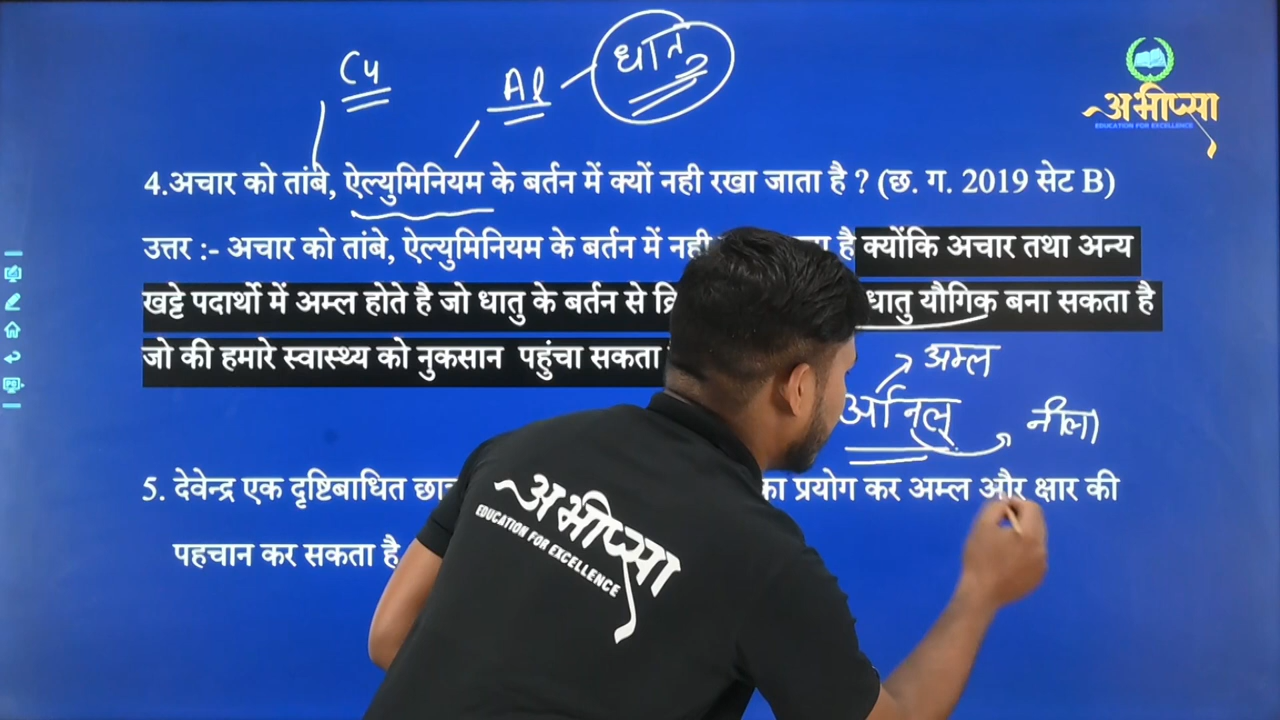 Cu
Al
धातु
अभीप्सा
EDUCATION FOR EXCELLENCE
4.अचार को तांबे, ऐल्युमिनियम के बर्तन में क्यों नही रखा जाता है ? (छ. ग. 2019 सेट B)
उत्तर :- अचार को तांबे, ऐल्युमिनियम के बर्तन में है क्योंकि अचार तथा अन्य
खट्टे पदार्थो में अम्ल होते है जो धातु के बर्तन से धातु यौगिक बना सकता है
जो की हमारे स्वास्थ्य को नुकसान पहुंचा सकता
अम्ल
नीला
5. देवेन्द्र एक दृष्टिबाधित प्रयोग कर अम्ल और क्षार की
पहचान कर सकता है
अभीप्सा
EDUCATION FOR EXCELLENCE